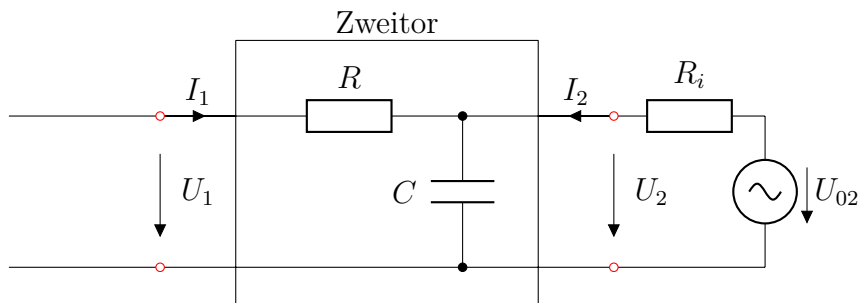 Zweitor
I₁
R
I₂
Rᵢ
U₁
C
U₂
U₀₂